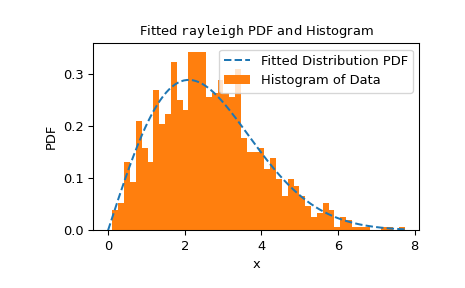 Fitted rayleigh PDF and Histogram
Fitted Distribution PDF
Histogram of Data
PDF
0.3
0.2
0.1
0.0
0 2 4 6 8
x